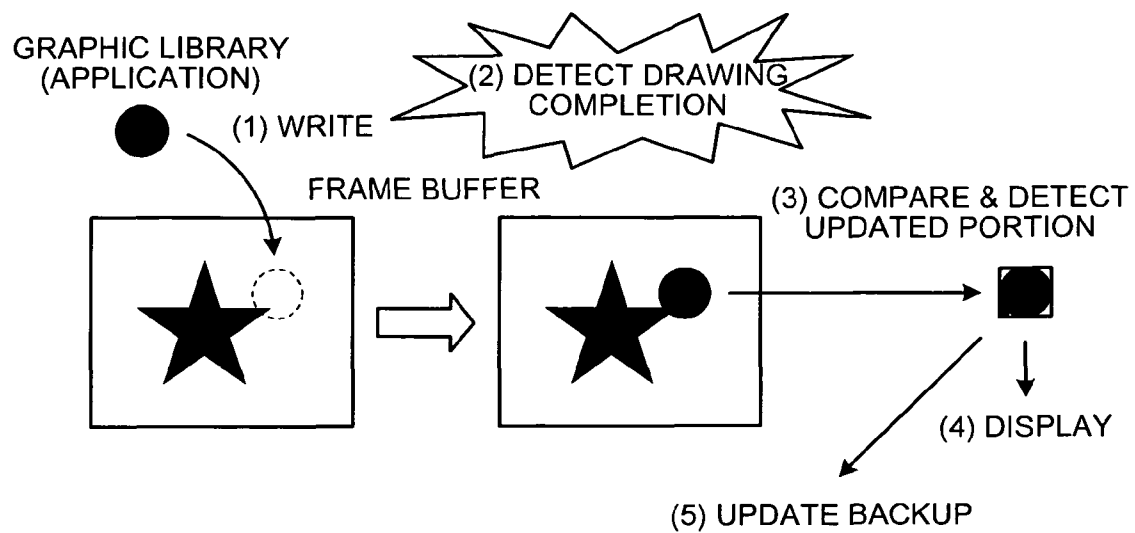 GRAPHIC LIBRARY
(APPLICATION)
(1) WRITE
(2) DETECT DRAWING
COMPLETION
FRAME BUFFER
(3) COMPARE & DETECT
UPDATED PORTION
(4) DISPLAY
(5) UPDATE BACKUP